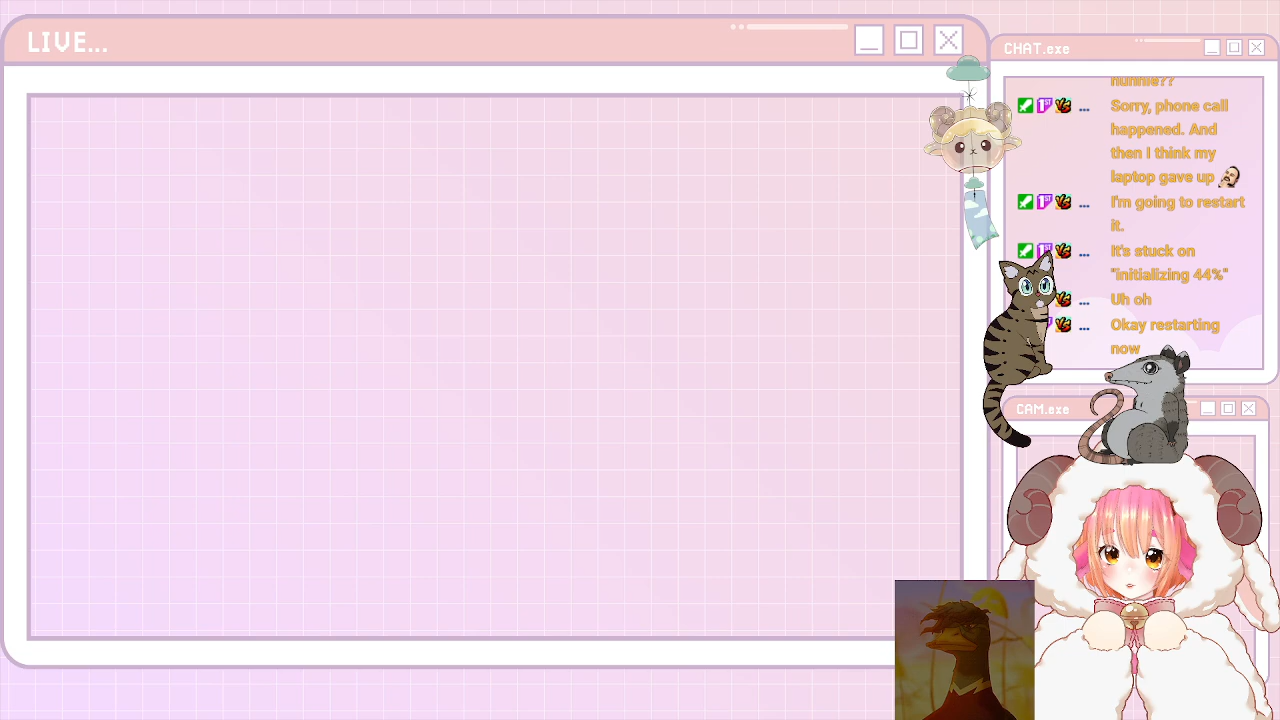 LIVE...
CHAT.exe
hunnie??
... Sorry, phone call
happened. And
then I think my
laptop gave up
... I'm going to restart
it.
... It's stuck on
"initializing 44%"
... Uh oh
... Okay restarting
now
CAM.exe